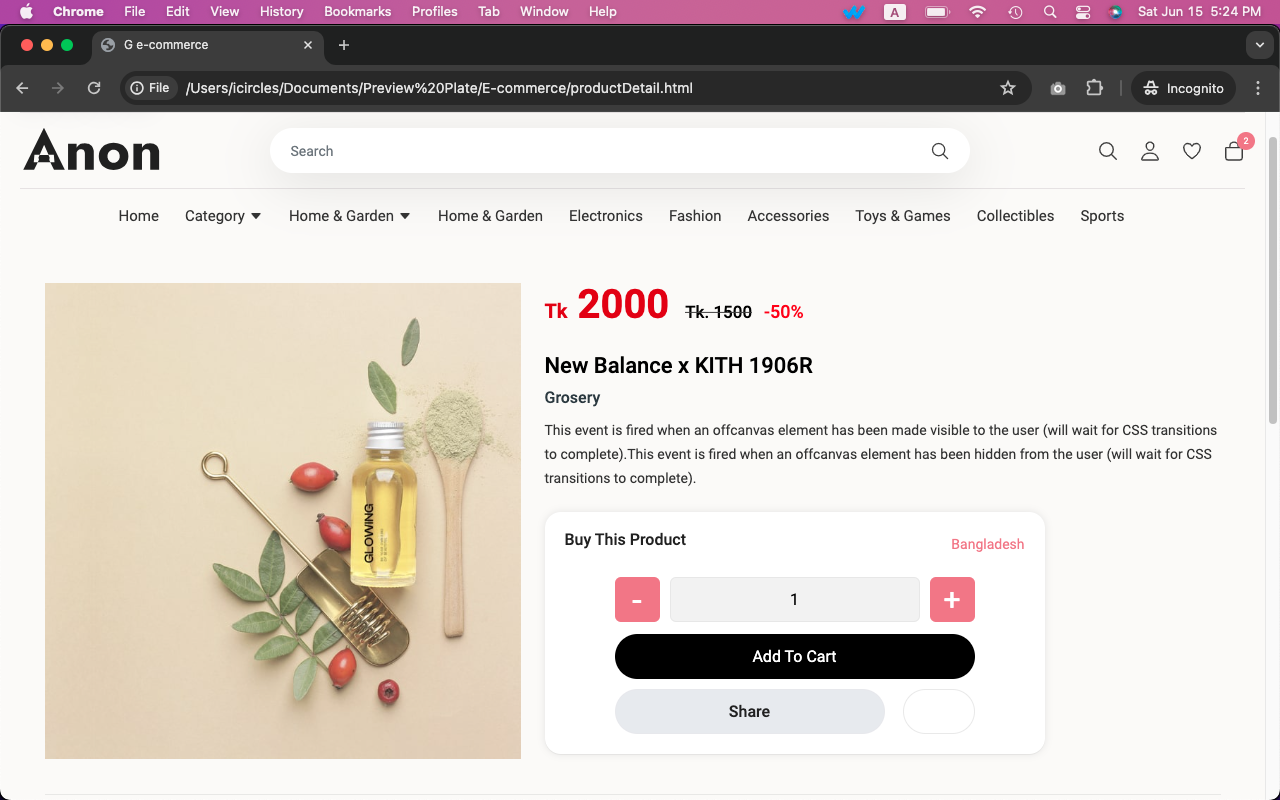 Chrome File Edit View History Bookmarks Profiles Tab Window Help A Sat Jun 15 5:24 PM
G e-commerce
File /Users/icircles/Documents/Preview%20Plate/E-commerce/productDetail.html Incognito
Anon Search 2
Home Category Home & Garden Home & Garden Electronics Fashion Accessories Toys & Games Collectibles Sports
Tk 2000 Tk. 1500 -50%
New Balance x KITH 1906R
Grosery
This event is fired when an offcanvas element has been made visible to the user (will wait for CSS transitions
to complete).This event is fired when an offcanvas element has been hidden from the user (will wait for CSS
transitions to complete).
GLOWING
Buy This Product Bangladesh
- 1 +
Add To Cart
Share